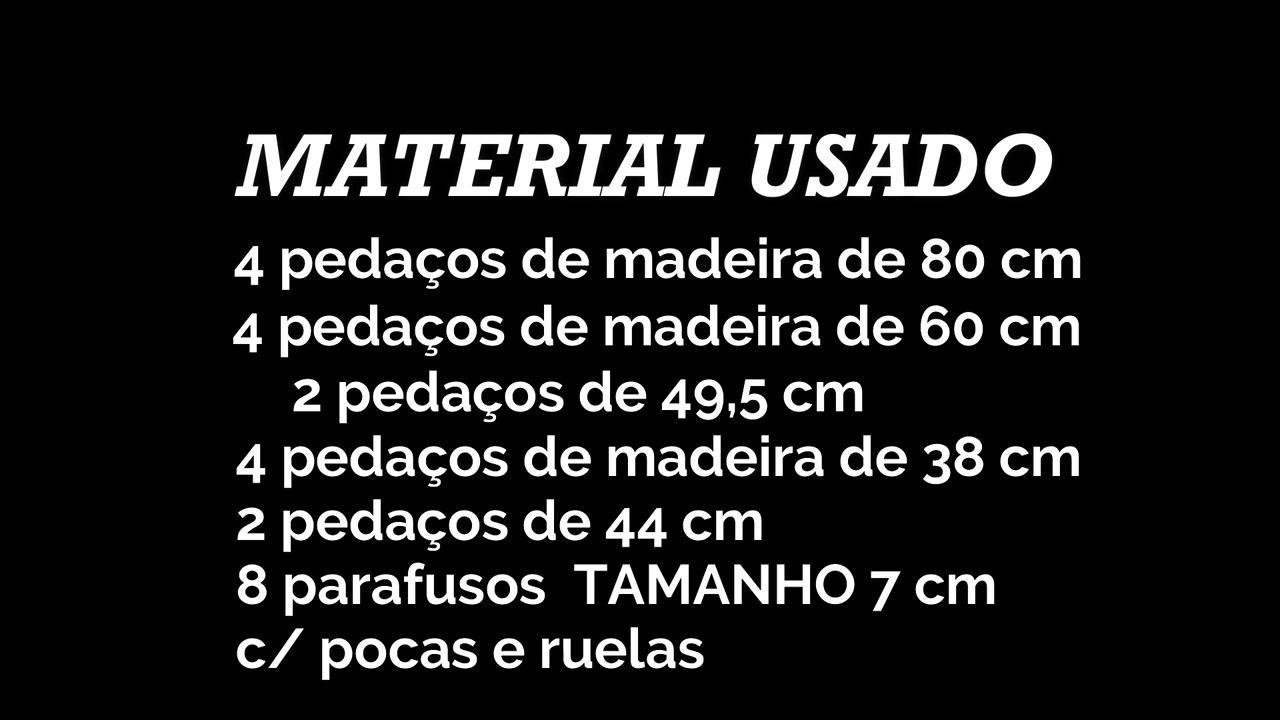 MATERIAL USADO
4 pedaços de madeira de 80 cm
4 pedaços de madeira de 60 cm
2 pedaços de 49,5 cm
4 pedaços de madeira de 38 cm
2 pedaços de 44 cm
8 parafusos TAMANHO 7 cm
c/ pocas e ruelas